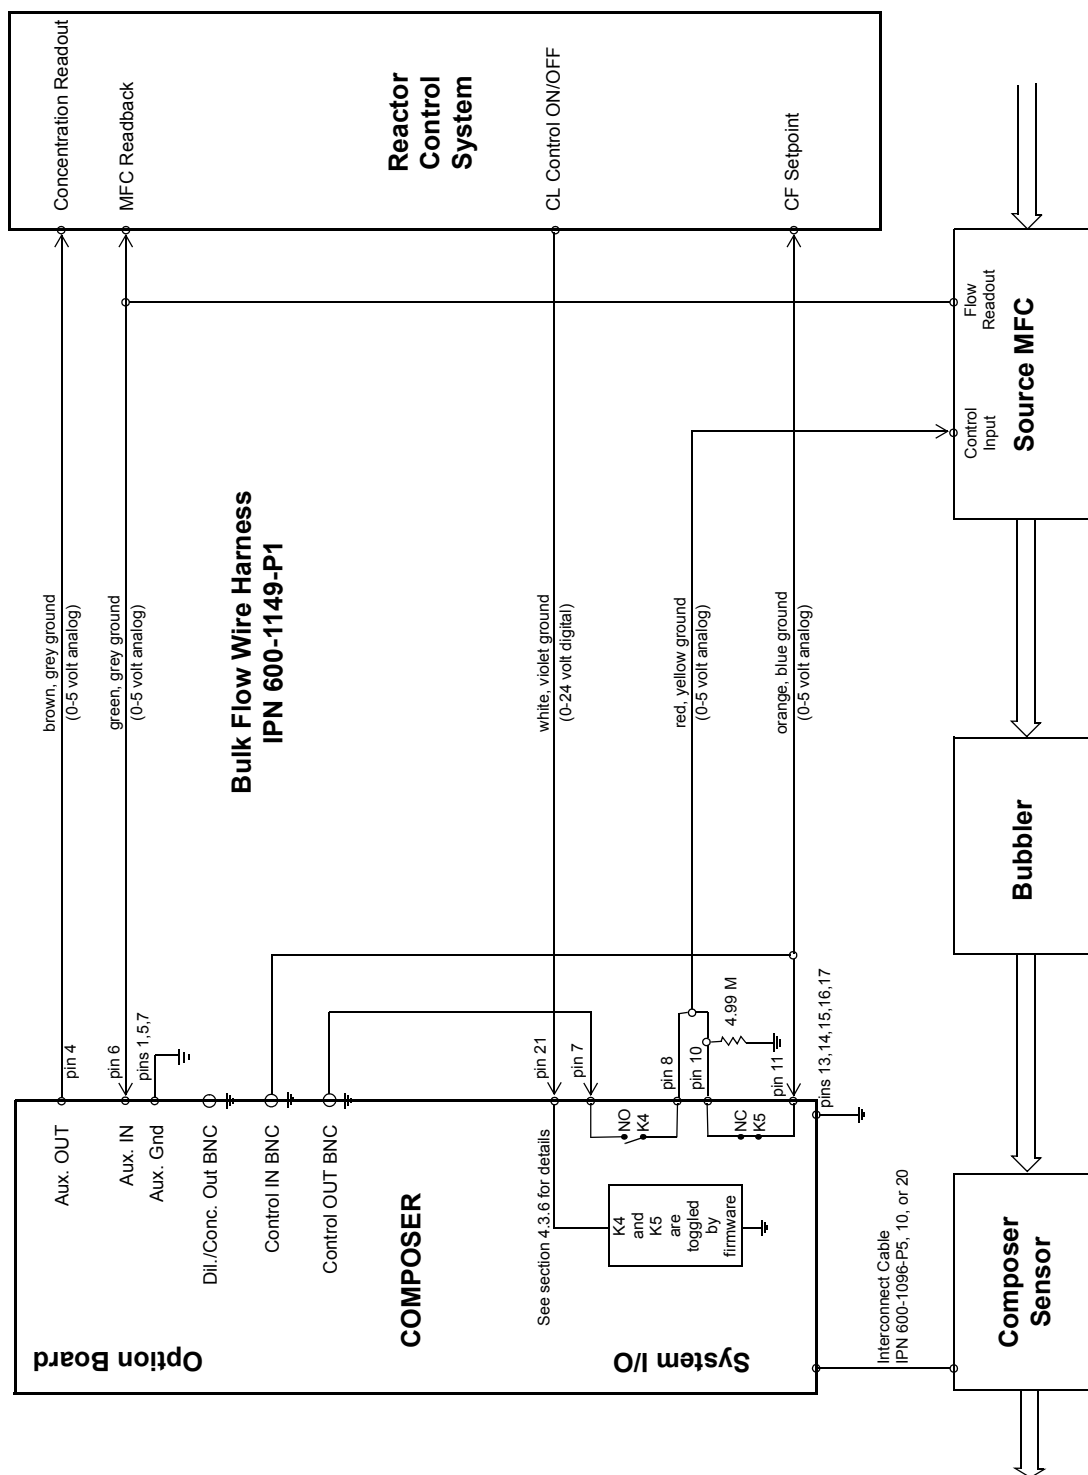 Option Board
Aux. OUT
Aux. IN
Aux. Gnd
Dil./Conc. Out BNC
Control IN BNC
Control OUT BNC
COMPOSER
See section 4.3.6 for details
K4
and
K5
are
toggled
by
firmware
NO
K4
NC
K5
System I/O
pin 4
pin 6
pins 1,5,7
pin 21
pin 7
pin 8
pin 10
4.99 M
pin 11
pins 13,14,15,16,17
brown, grey ground
(0-5 volt analog)
green, grey ground
(0-5 volt analog)
Bulk Flow Wire Harness
IPN 600-1149-P1
white, violet ground
(0-24 volt digital)
red, yellow ground
(0-5 volt analog)
orange, blue ground
(0-5 volt analog)
Concentration Readout
MFC Readback
Reactor
Control
System
CL Control ON/OFF
CF Setpoint
Interconnect Cable
IPN 600-1096-P5, 10, or 20
Composer
Sensor
Bubbler
Control
Input
Flow
Readout
Source MFC